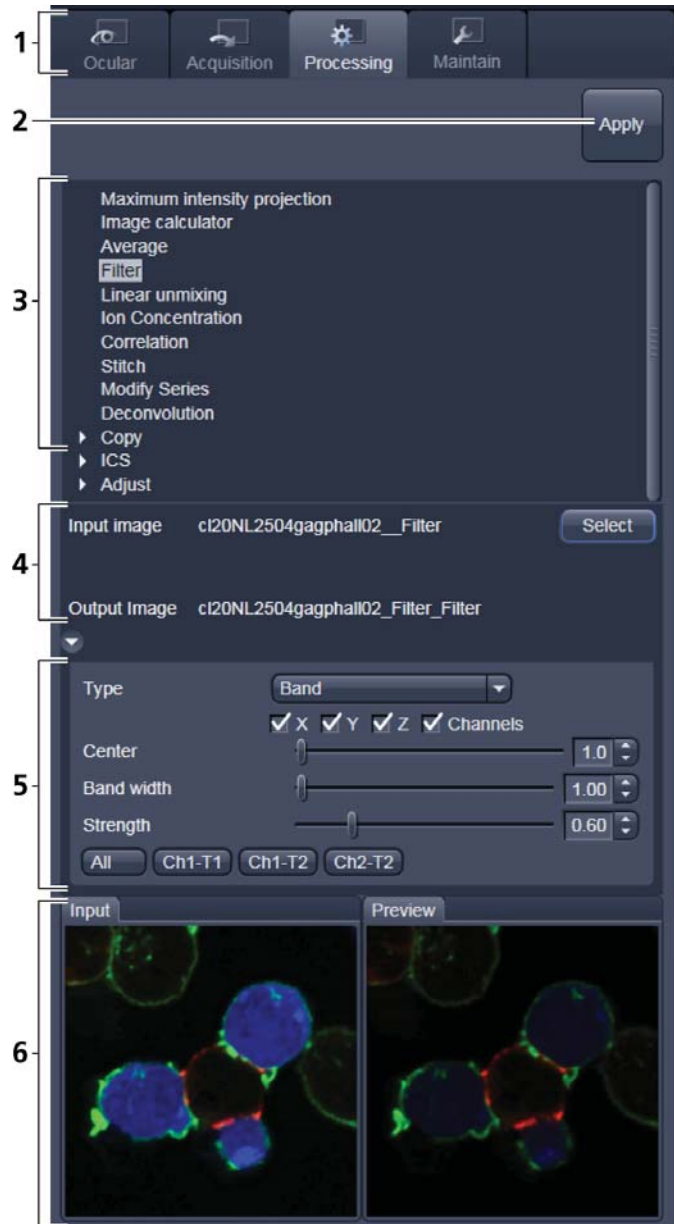 1
Ocular Acquisition Processing Maintain
2
Apply
3
Maximum intensity projection
Image calculator
Average
Filter
Linear unmixing
Ion Concentration
Correlation
Stitch
Modify Series
Deconvolution
Copy
ICS
Adjust
4
Input image cl20NL2504gagphall02__Filter Select
Output Image cl20NL2504gagphall02_Filter_Filter
5
Type Band
X Y Z Channels
Center 1.0
Band width 1.00
Strength 0.60
All Ch1-T1 Ch1-T2 Ch2-T2
6
Input Preview